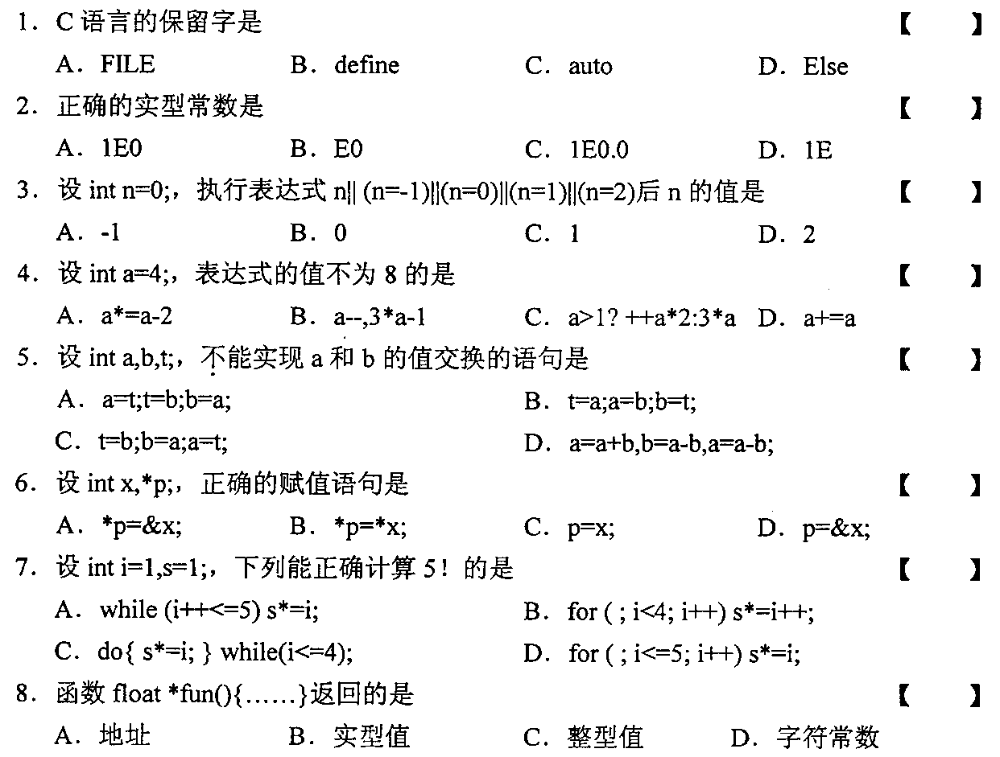 1. C 语言的保留字是 【 】
A. FILE B. define C. auto D. Else
2. 正确的实型常数是 【 】
A. 1E0 B. E0 C. 1E0.0 D. 1E
3. 设 int n=0;, 执行表达式 n|| (n=-1)||(n=0)||(n=1)||(n=2)后 n 的值是 【 】
A. -1 B. 0 C. 1 D. 2
4. 设 int a=4;, 表达式的值不为 8 的是 【 】
A. a*=a-2 B. a--,3*a-1 C. a>1? ++a*2:3*a D. a+=a
5. 设 int a,b,t;, 不能实现 a 和 b 的值交换的语句是 【 】
A. a=t;t=b;b=a; B. t=a;a=b;b=t;
C. t=b;b=a;a=t; D. a=a+b,b=a-b,a=a-b;
6. 设 int x,*p;, 正确的赋值语句是 【 】
A. *p=&x; B. *p=*x; C. p=x; D. p=&x;
7. 设 int i=1,s=1;, 下列能正确计算 5! 的是 【 】
A. while (i++<=5) s*=i; B. for ( ; i<4; i++) s*=i++;
C. do{ s*=i; } while(i<=4); D. for ( ; i<=5; i++) s*=i;
8. 函数 float *fun(){……}返回的是 【 】
A. 地址 B. 实型值 C. 整型值 D. 字符常数